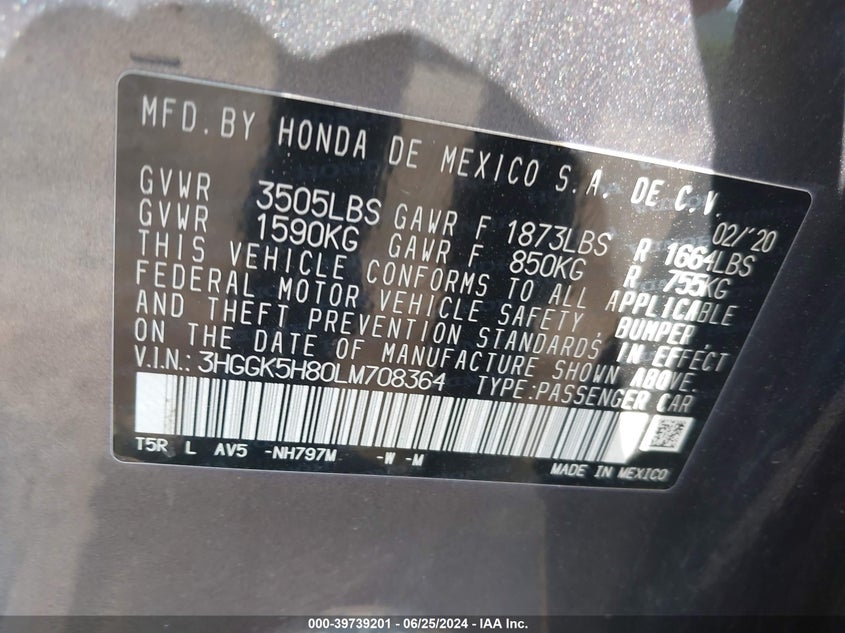 MFD.BY HONDA DE MEXICO S.A. DE C.V.
02/'20
GVWR 3505LBS GAWR F 1873LBS R 1664LBS
GVWR 1590KG GAWR F 850KG R 755KG
THIS VEHICLE CONFORMS TO ALL APPLICABLE
FEDERAL MOTOR VEHICLE SAFETY, BUMPER,
AND THEFT PREVENTION STANDARDS IN EFFECT
ON THE DATE OF MANUFACTURE SHOWN ABOVE.
V.I.N.: 3HGGK5H80LM708364 TYPE:PASSENGER CAR
T5R L AV5 -NH797M -W -M
MADE IN MEXICO
000-39739201 / 06/25/2024 - IAA Inc.